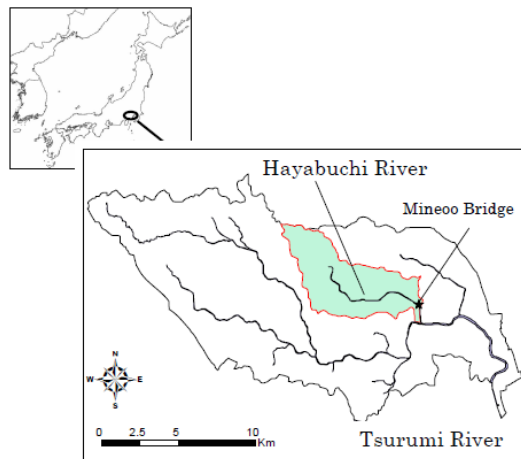 Hayabuchi River
Mineoo Bridge
N
W E
S
0 2.5 5 10
Km
Tsurumi River